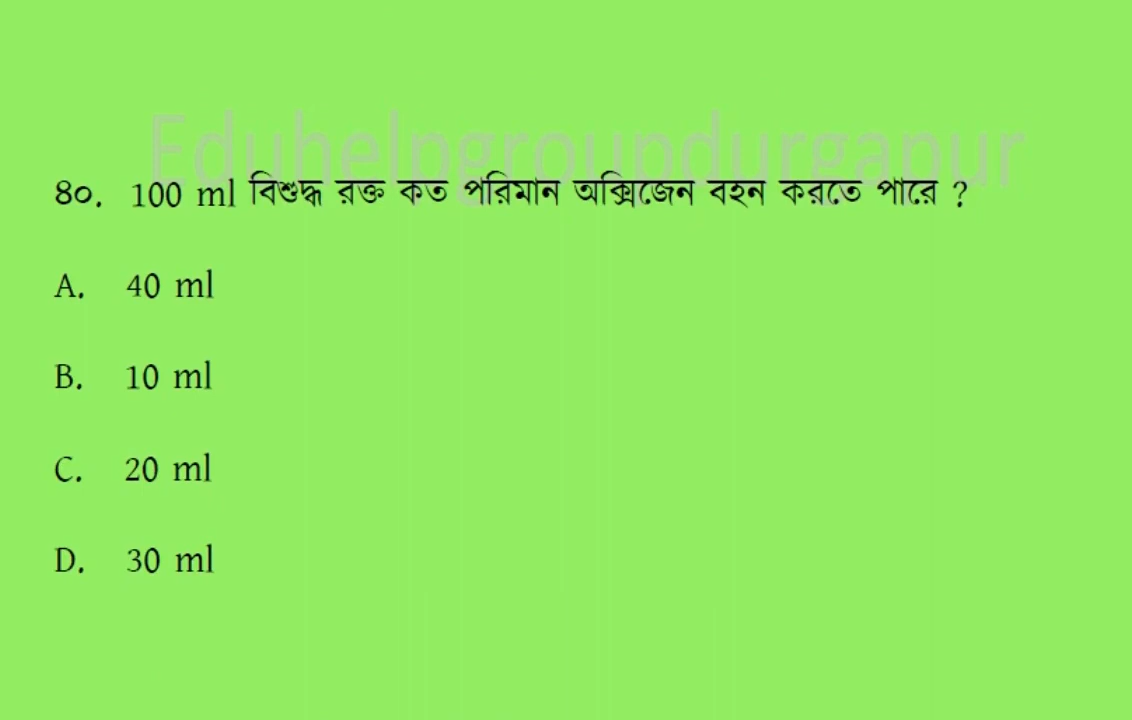 Eduhelpgroupdurgapur
৪০. 100 ml বিশুদ্ধ রক্ত কত পরিমান অক্সিজেন বহন করতে পারে ?
A. 40 ml
B. 10 ml
C. 20 ml
D. 30 ml